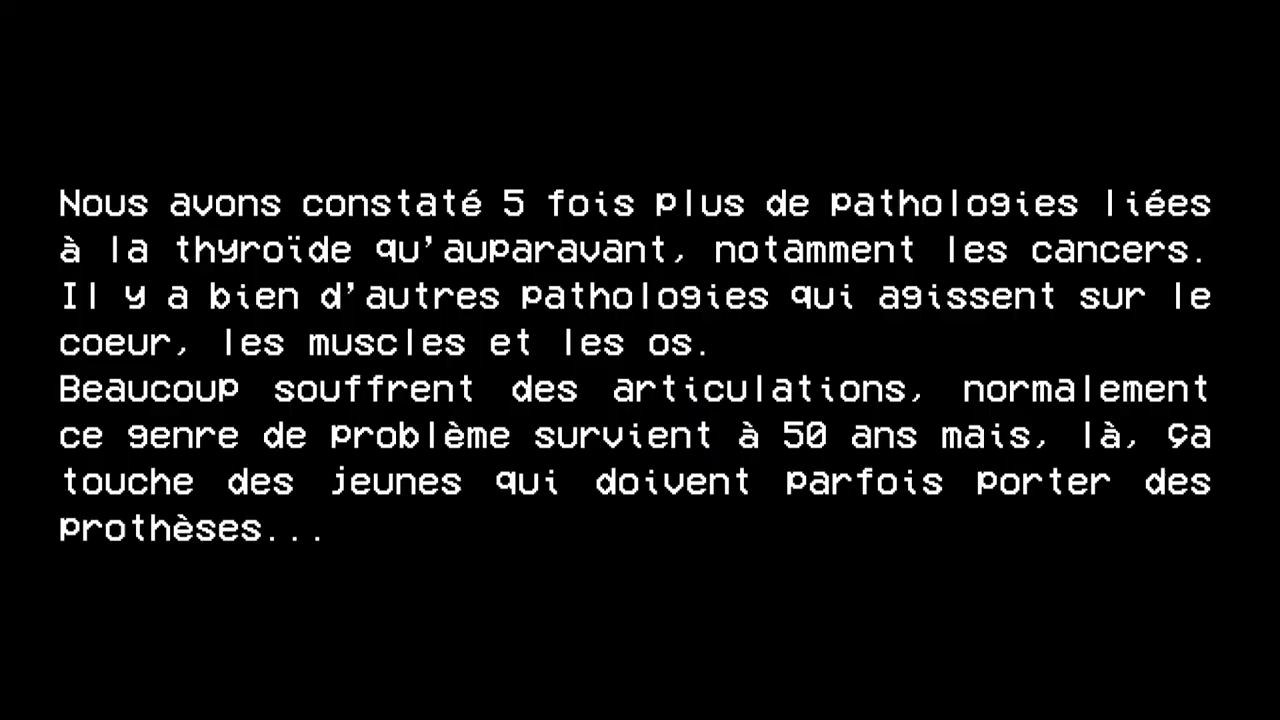 Nous avons constaté 5 fois plus de pathologies liées
à la thyroïde qu'auparavant, notamment les cancers.
Il y a bien d'autres pathologies qui agissent sur le
coeur, les muscles et les os.
Beaucoup souffrent des articulations, normalement
ce genre de problème survient à 50 ans mais, là, ça
touche des jeunes qui doivent parfois porter des
prothèses...